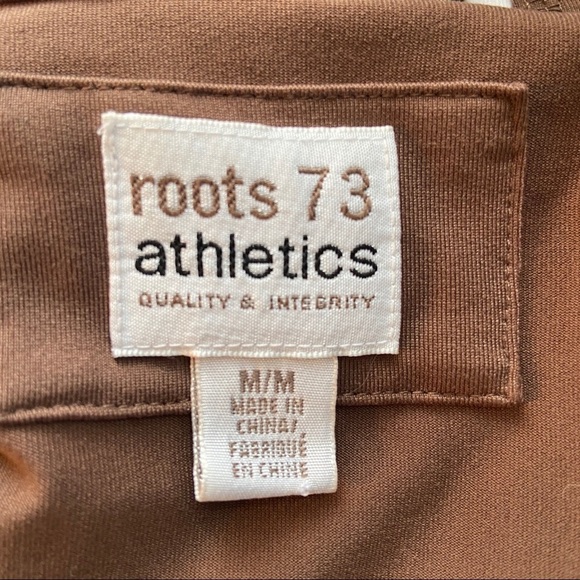 roots 73
athletics
QUALITY & INTEGRITY
M/M
MADE IN
CHINA/
FABRIQUÉ
EN CHINE